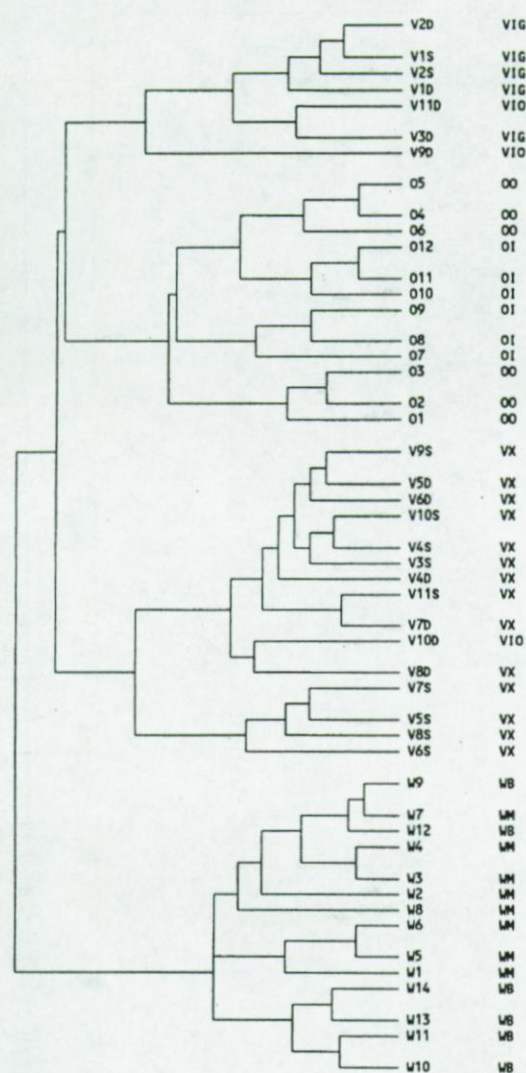 V2D VIG
V1S VIG
V2S VIG
V1D VIG
V11D VIO
V3D VIG
V9D VIO
O5 OO
O4 OO
O6 OO
O12 OI
O11 OI
O10 OI
O9 OI
O8 OI
O7 OI
O3 OO
O2 OO
O1 OO
V9S VX
V5D VX
V6D VX
V10S VX
V4S VX
V3S VX
V4D VX
V11S VX
V7D VX
V10D VIO
V8D VX
V7S VX
V5S VX
V8S VX
V6S VX
W9 WB
W7 WM
W12 WB
W4 WM
W3 WM
W2 WM
W8 WM
W6 WM
W5 WM
W1 WM
W14 WB
W13 WB
W11 WB
W10 WB